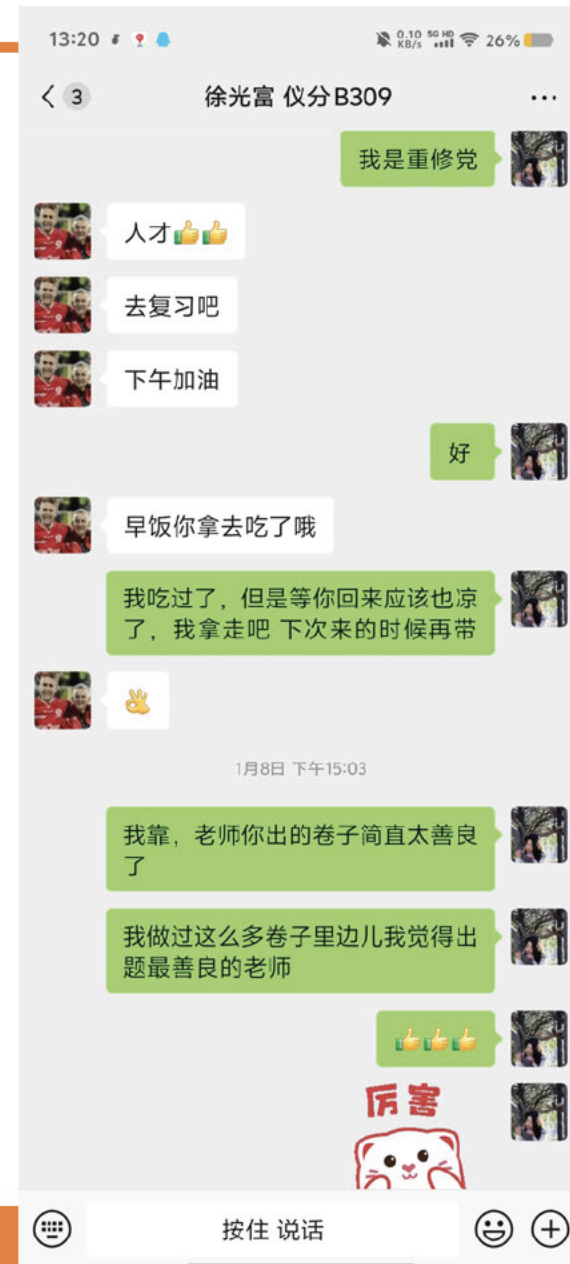 13:20
0.10 KB/s 5G HD 26%
3
徐光富 仪分B309
我是重修党
人才👍👍
去复习吧
下午加油
好
早饭你拿去吃了哦
我吃过了，但是等你回来应该也凉
了，我拿走吧 下次来的时候再带
👌
1月8日 下午15:03
我靠，老师你出的卷子简直太善良
了
我做过这么多卷子里边儿我觉得出
题最善良的老师
👍👍👍
厉害
按住 说话